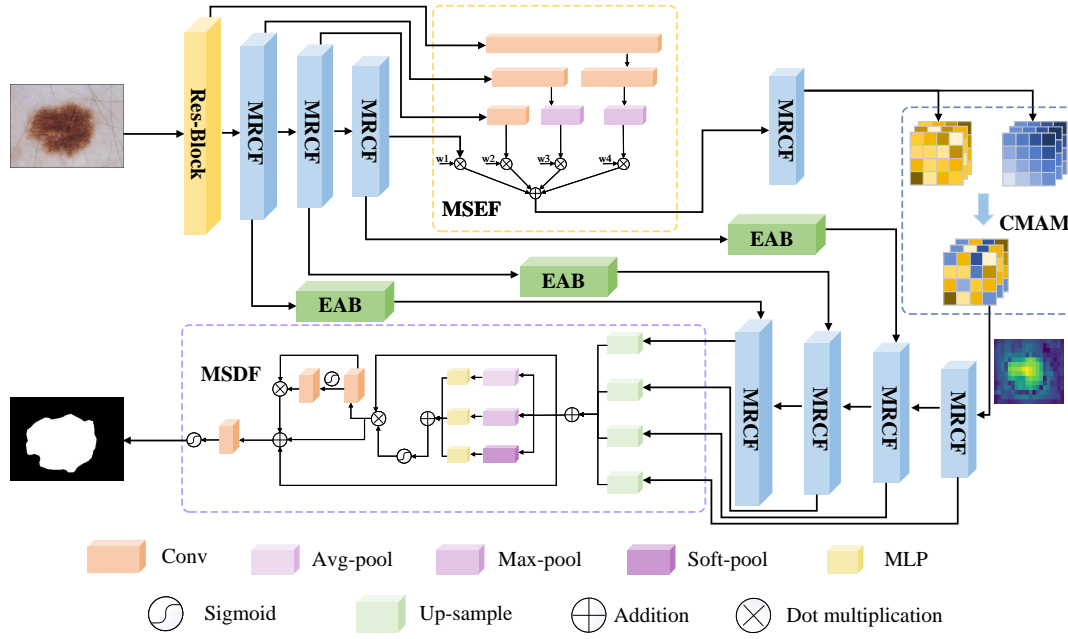 Res-Block
MRCF
MRCF
MRCF
w1
w2
w3
w4
MSEF
MRCF
CMAM
EAB
EAB
EAB
MSDF
MRCF
MRCF
MRCF
MRCF
Conv
Avg-pool
Max-pool
Soft-pool
MLP
Sigmoid
Up-sample
Addition
Dot multiplication